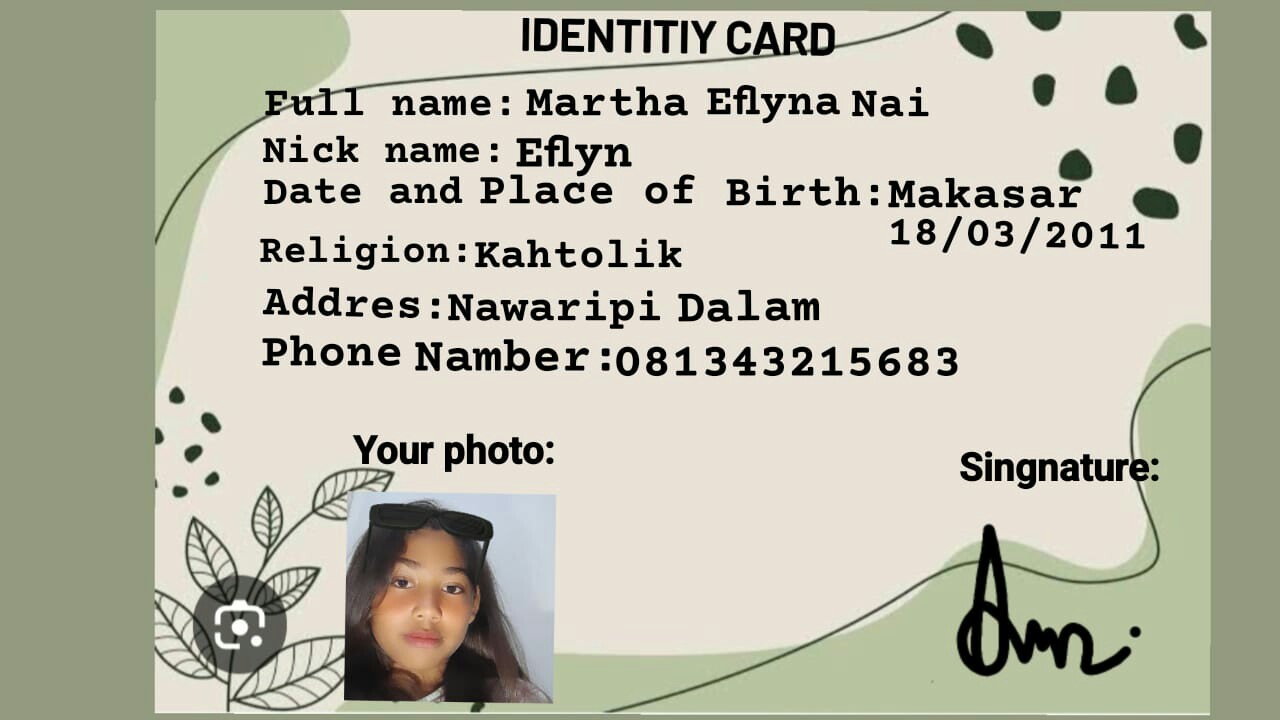 IDENTITIY CARD
Full name: Martha Eflyna Nai
Nick name: Eflyn
Date and Place of Birth:Makasar
18/03/2011
Religion:Kahtolik
Addres:Nawaripi Dalam
Phone Namber:081343215683
Your photo:
Singnature: